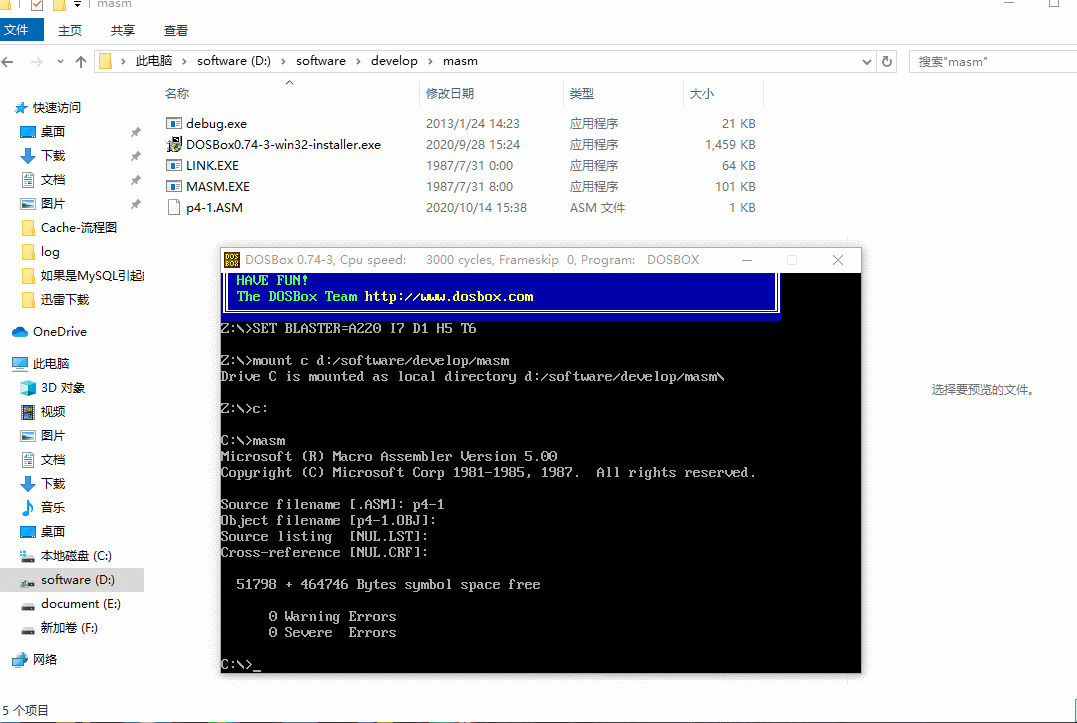 masm
文件 主页 共享 查看
此电脑 software (D:) software develop masm 搜索"masm"
名称 修改日期 类型 大小
快速访问
桌面
下载
文档
图片
Cache-流程图
log
如果是MySQL引起
迅雷下载
OneDrive
此电脑
3D 对象
视频
图片
文档
下载
音乐
桌面
本地磁盘 (C:)
software (D:)
document (E:)
新加卷 (F:)
网络
debug.exe 2013/1/24 14:23 应用程序 21 KB
DOSBox0.74-3-win32-installer.exe 2020/9/28 15:24 应用程序 1,459 KB
LINK.EXE 1987/7/31 0:00 应用程序 64 KB
MASM.EXE 1987/7/31 8:00 应用程序 101 KB
p4-1.ASM 2020/10/14 15:38 ASM 文件 1 KB
DOS BOX DOSBox 0.74-3, Cpu speed: 3000 cycles, Frameskip 0, Program: DOSBOX
HAVE FUN!
The DOSBox Team http://www.dosbox.com
Z:\>SET BLASTER=A220 I7 D1 H5 T6
Z:\>mount c d:/software/develop/masm
Drive C is mounted as local directory d:/software/develop/masm\
Z:\>c:
C:\>masm
Microsoft (R) Macro Assembler Version 5.00
Copyright (C) Microsoft Corp 1981-1985, 1987.  All rights reserved.
Source filename [.ASM]: p4-1
Object filename [p4-1.OBJ]:
Source listing  [NUL.LST]:
Cross-reference [NUL.CRF]:
51798 + 464746 Bytes symbol space free
0 Warning Errors
0 Severe  Errors
C:\>_
选择要预览的文件。
5 个项目